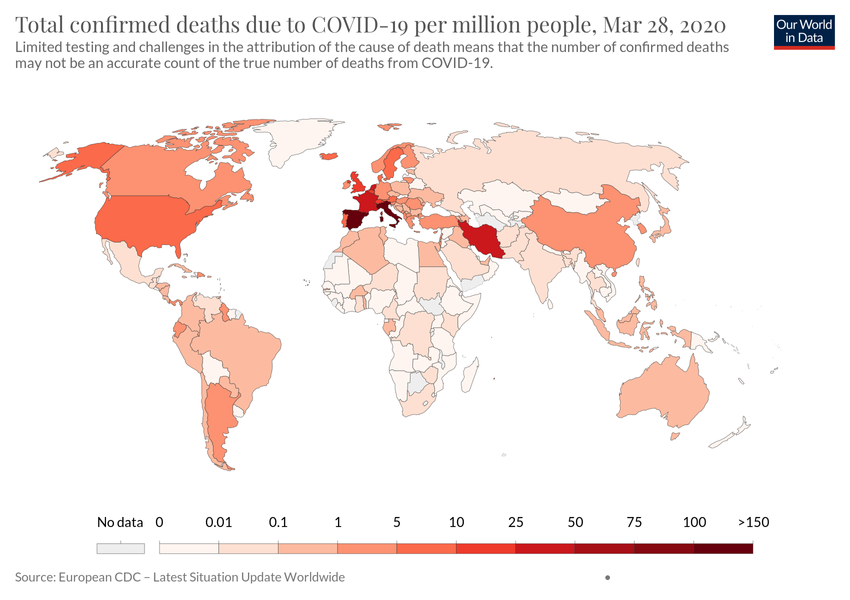 Total confirmed deaths due to COVID-19 per million people, Mar 28, 2020
Our World
in Data
Limited testing and challenges in the attribution of the cause of death means that the number of confirmed deaths
may not be an accurate count of the true number of deaths from COVID-19.
No data 0 0.01 0.1 1 5 10 25 50 75 100 >150
Source: European CDC – Latest Situation Update Worldwide